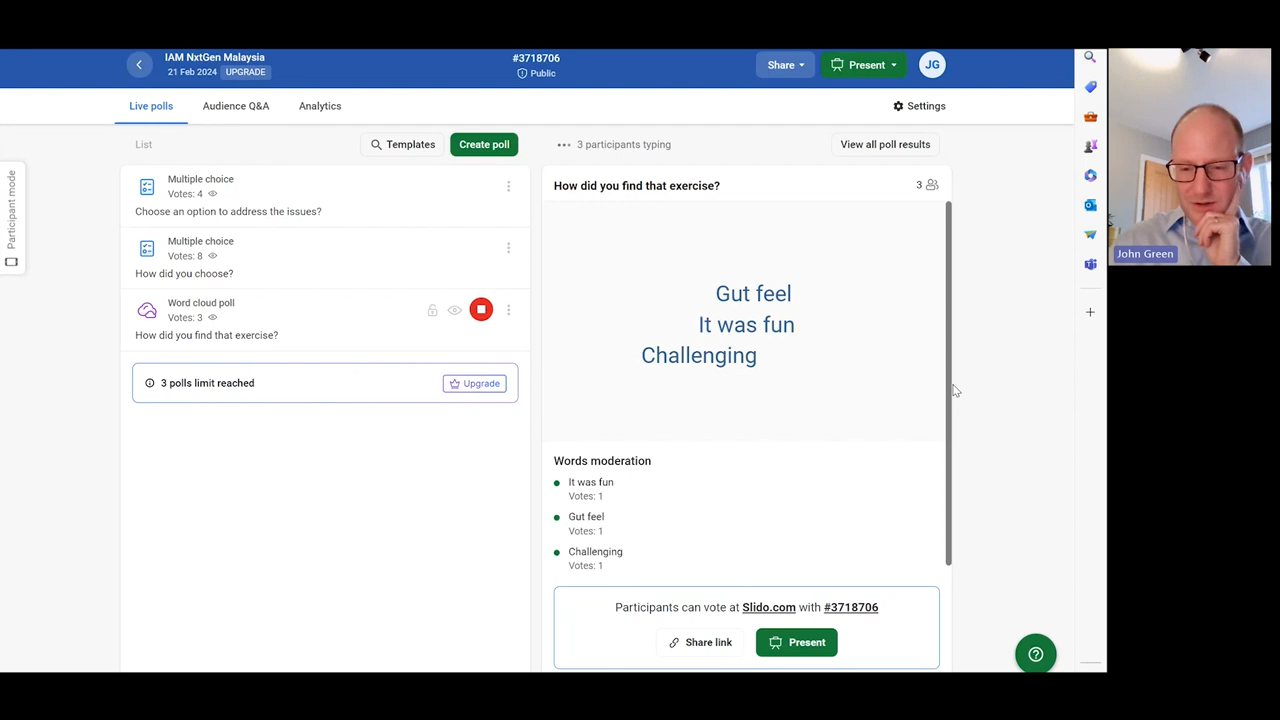 IAM NxtGen Malaysia
21 Feb 2024 UPGRADE
#3718706
Public
Share
Present
JG
Live polls
Audience Q&A
Analytics
Settings
Participant mode
List
Templates
Create poll
Multiple choice
Votes: 4
Choose an option to address the issues?
Multiple choice
Votes: 8
How did you choose?
Word cloud poll
Votes: 3
How did you find that exercise?
3 polls limit reached
Upgrade
3 participants typing
View all poll results
How did you find that exercise?
3
Gut feel
It was fun
Challenging
Words moderation
It was fun
Votes: 1
Gut feel
Votes: 1
Challenging
Votes: 1
Participants can vote at Slido.com with #3718706
Share link
Present
John Green